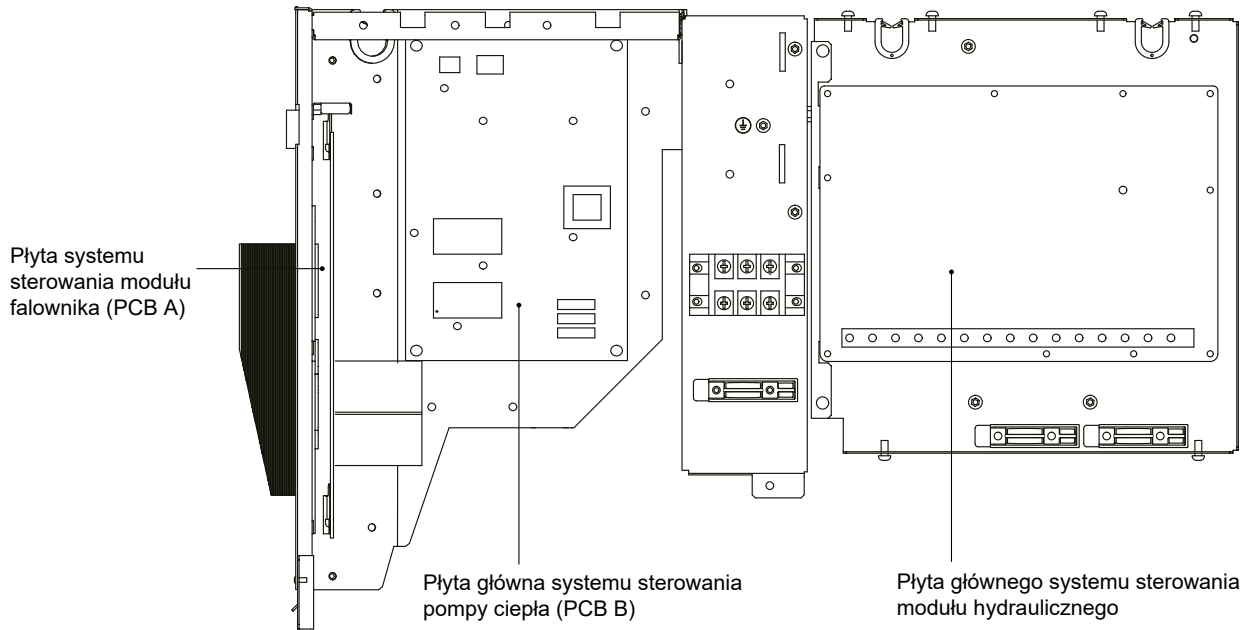 Płyta systemu
sterowania modułu
falownika (PCB A)
Płyta główna systemu sterowania
pompy ciepła (PCB B)
Płyta głównego systemu sterowania
modułu hydraulicznego